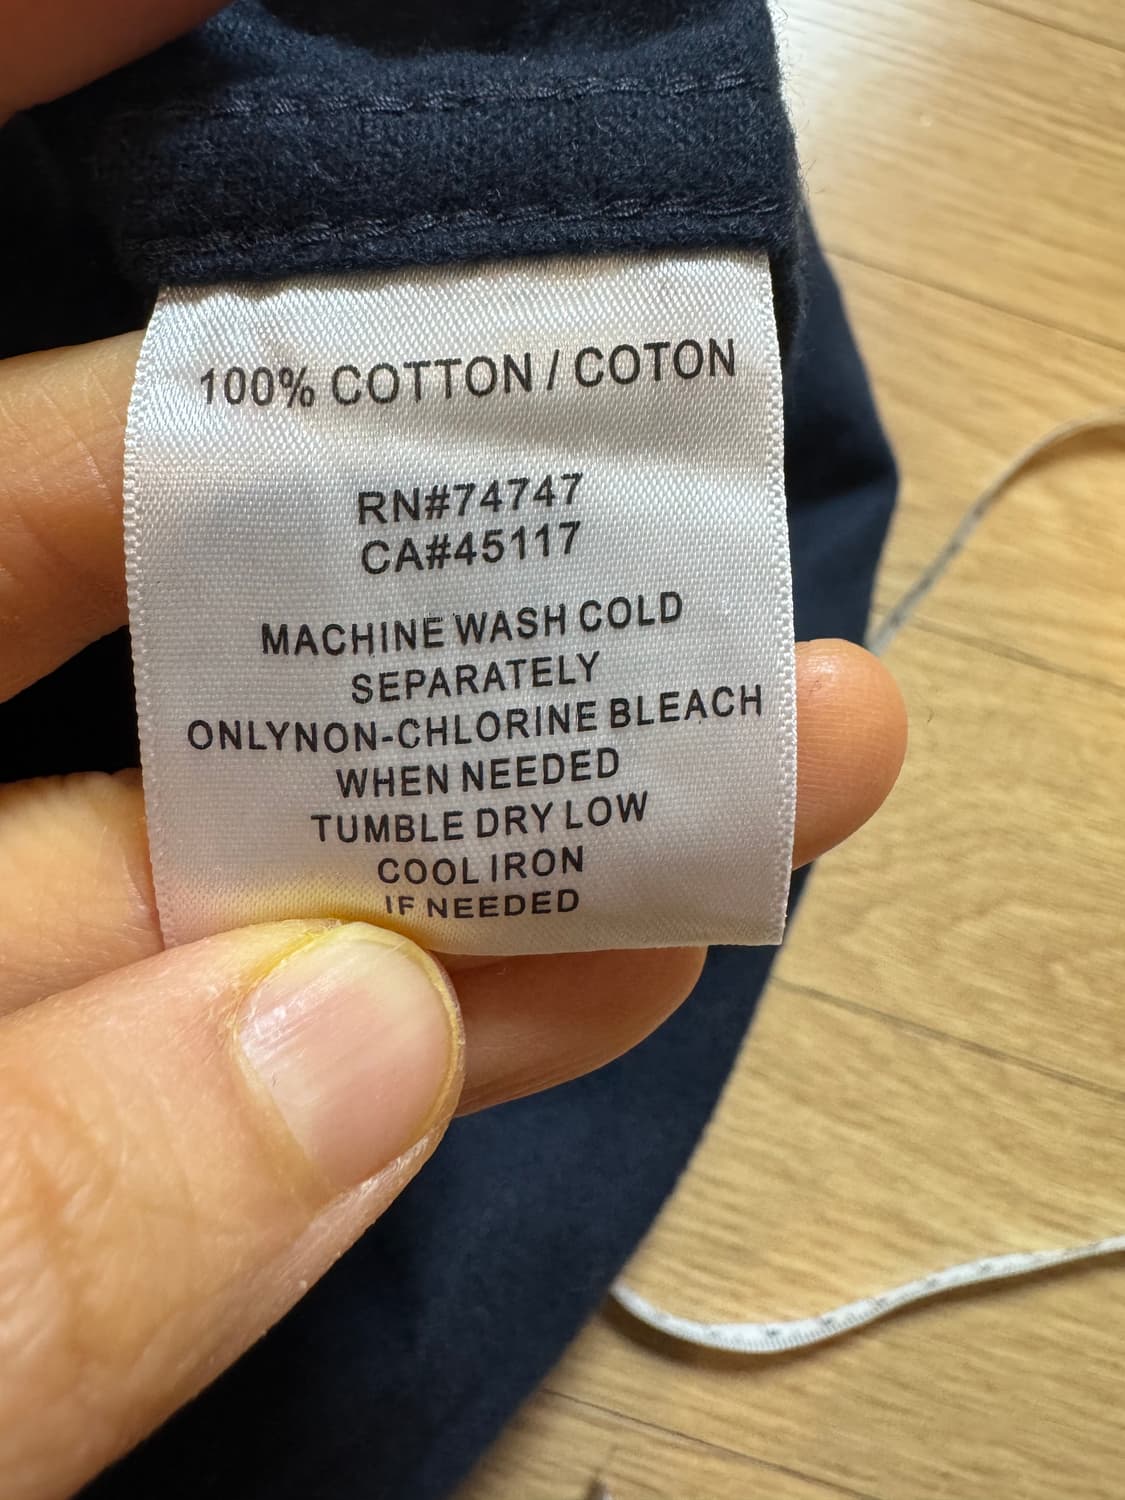 100% COTTON / COTON
RN#74747
CA#45117
MACHINE WASH COLD
SEPARATELY
ONLYNON-CHLORINE BLEACH
WHEN NEEDED
TUMBLE DRY LOW
COOL IRON
IF NEEDED